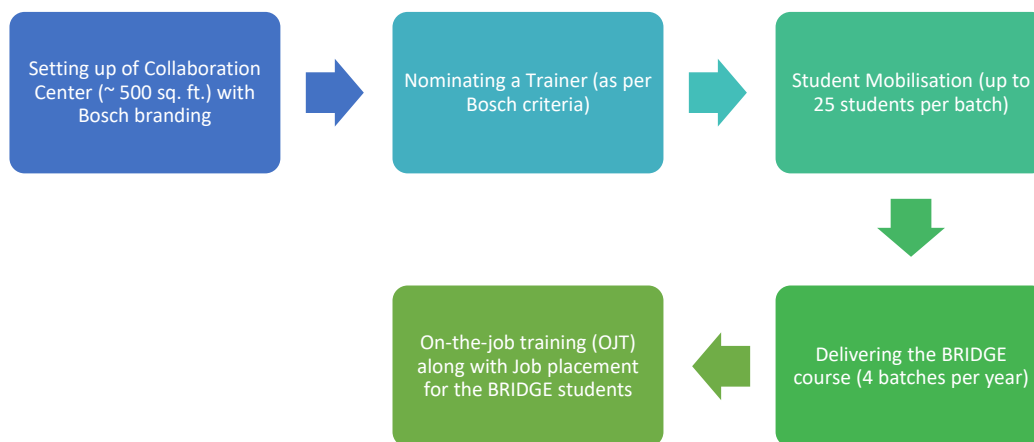 Setting up of Collaboration
Center (~ 500 sq. ft.) with
Bosch branding
Nominating a Trainer (as per
Bosch criteria)
Student Mobilisation (up to
25 students per batch)
Delivering the BRIDGE
course (4 batches per year)
On-the-job training (OJT)
along with Job placement
for the BRIDGE students